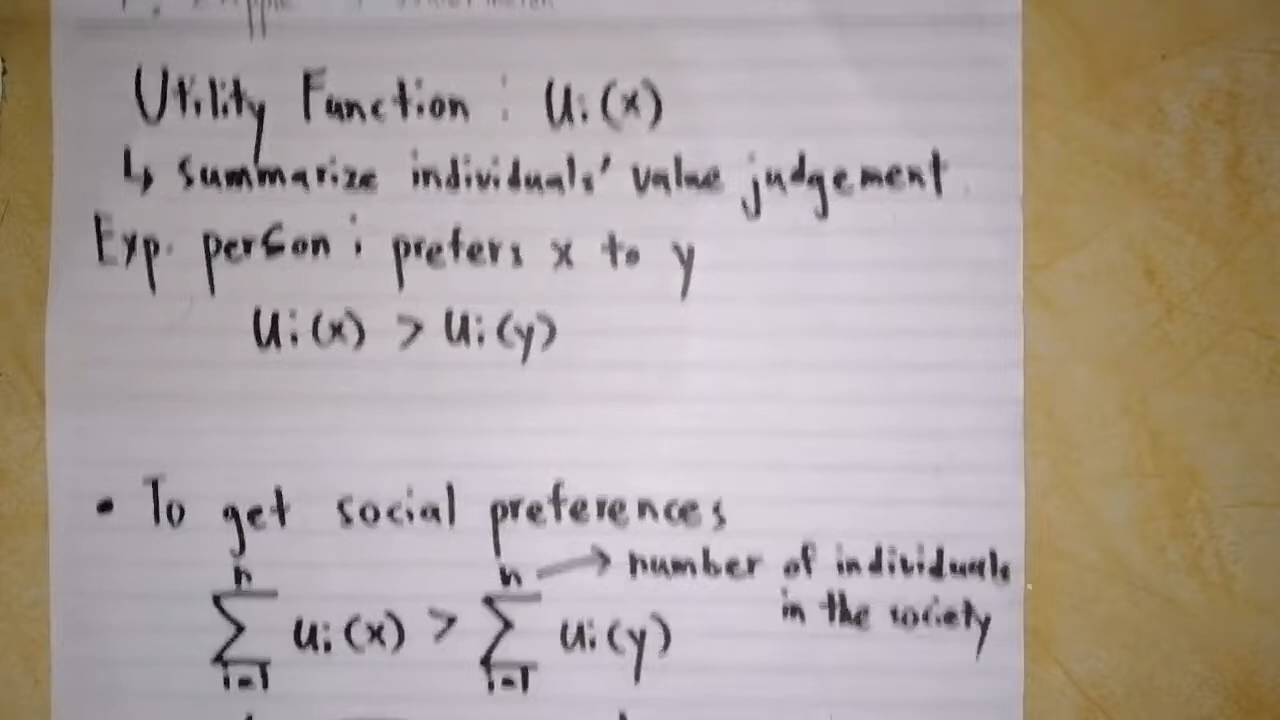 Utility Function : Ui(x)
↳ summarize individuals' value judgement
Exp. person i prefers x to y
Ui(x) > Ui(y)
• To get social preferences
n n → number of individuals
in the society
∑ Ui(x) > ∑ Ui(y)
i=1 i=1